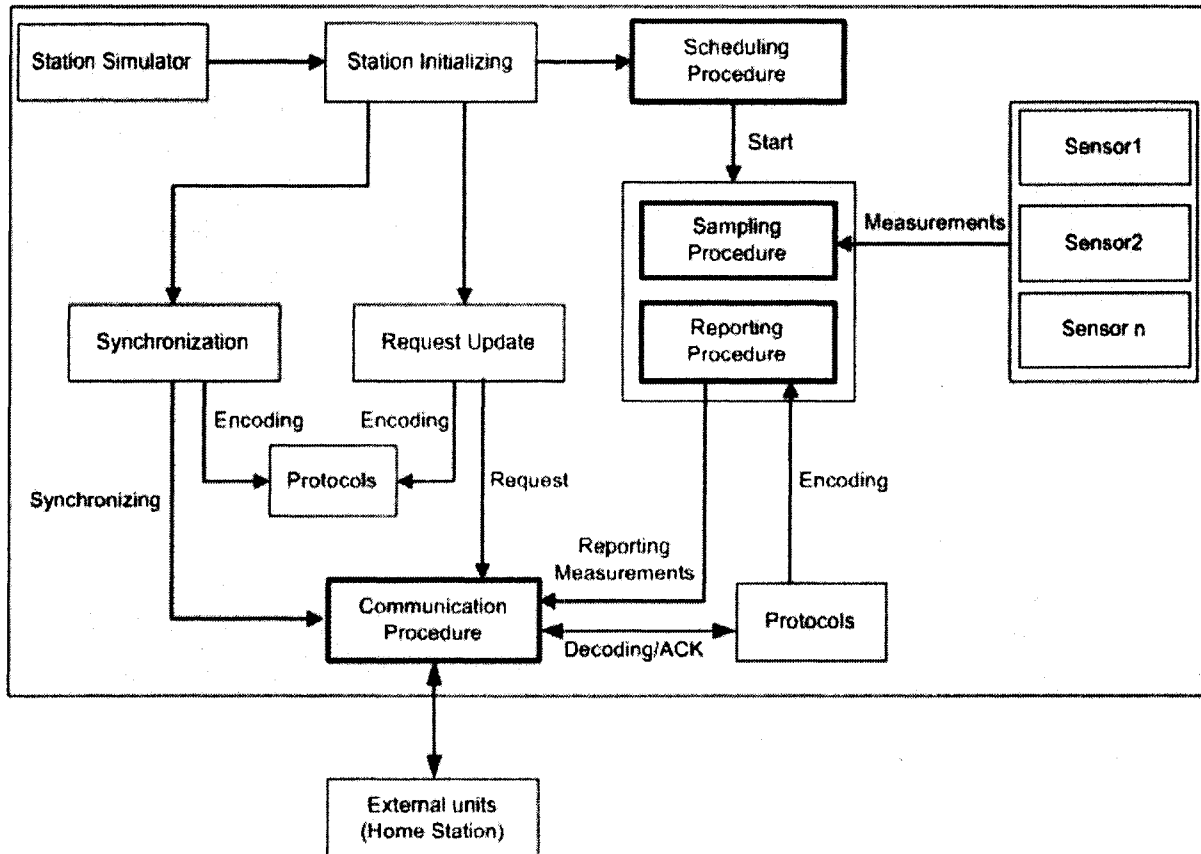 Station Simulator
Station Initializing
Scheduling
Procedure
Start
Sensor1
Sensor2
Sensor n
Measurements
Sampling
Procedure
Reporting
Procedure
Synchronization
Request Update
Encoding
Encoding
Protocols
Synchronizing
Request
Encoding
Reporting
Measurements
Communication
Procedure
Decoding/ACK
Protocols
External units
(Home Station)